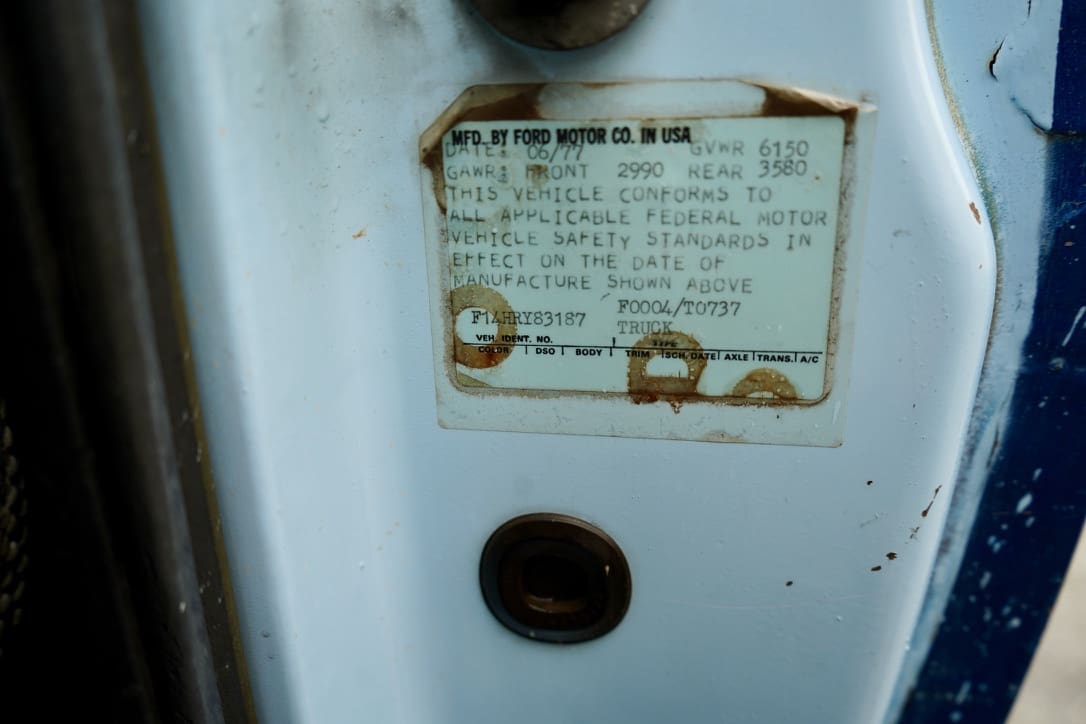 MFD. BY FORD MOTOR CO. IN USA
DATE: 06/77 GVWR 6150
GAWR: FRONT 2990 REAR 3580
THIS VEHICLE CONFORMS TO
ALL APPLICABLE FEDERAL MOTOR
VEHICLE SAFETY STANDARDS IN
EFFECT ON THE DATE OF
MANUFACTURE SHOWN ABOVE
F0004/T0737
F14HRY83187 TRUCK
VEH. IDENT. NO. TYPE
COLOR DSO BODY TRIM SCH. DATE AXLE TRANS. A/C